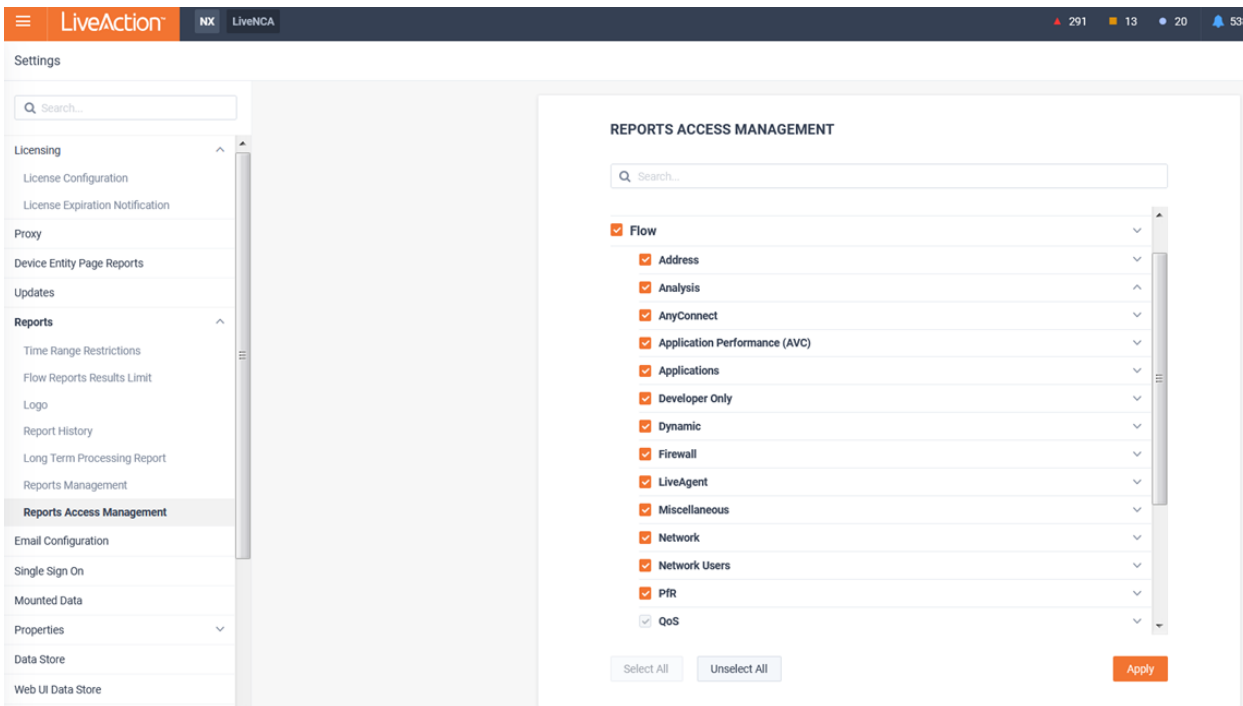 LiveAction™
NX LiveNCA
291 13 20 53
Settings
Search...
Licensing
License Configuration
License Expiration Notification
Proxy
Device Entity Page Reports
Updates
Reports
Time Range Restrictions
Flow Reports Results Limit
Logo
Report History
Long Term Processing Report
Reports Management
Reports Access Management
Email Configuration
Single Sign On
Mounted Data
Properties
Data Store
Web UI Data Store
REPORTS ACCESS MANAGEMENT
Search...
Flow
Address
Analysis
AnyConnect
Application Performance (AVC)
Applications
Developer Only
Dynamic
Firewall
LiveAgent
Miscellaneous
Network
Network Users
PfR
QoS
Select All Unselect All Apply